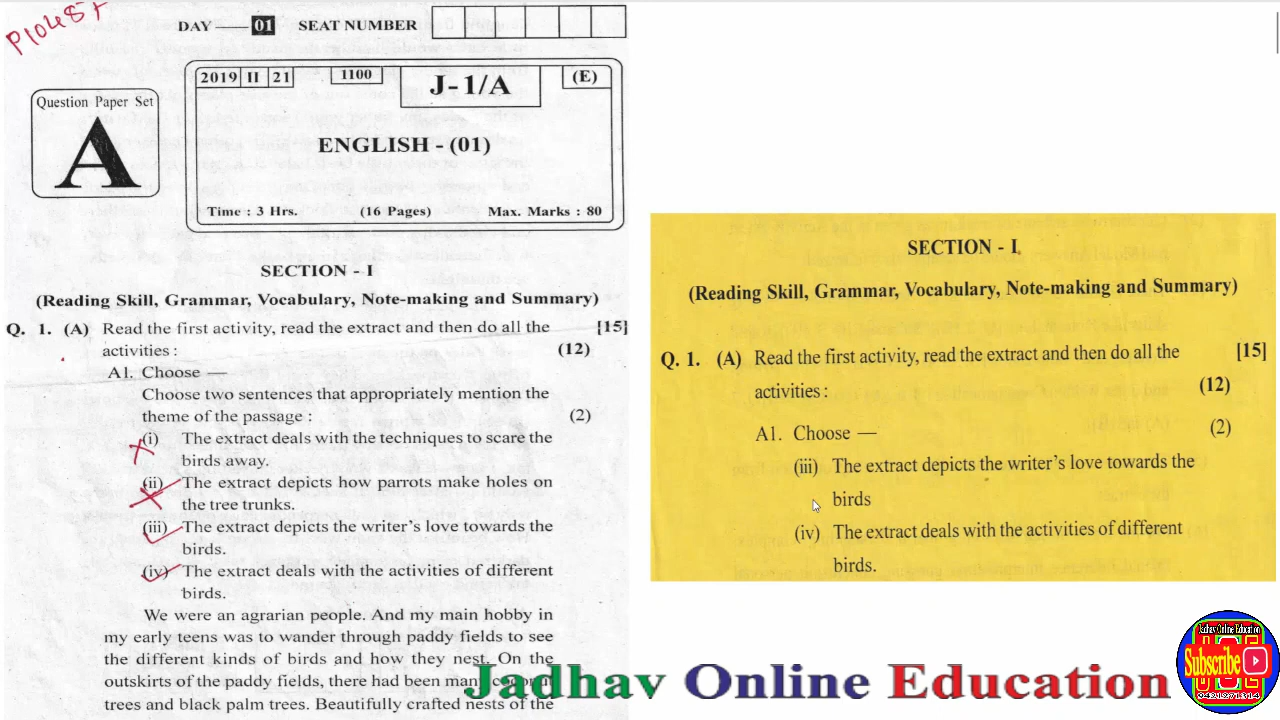 P10487
DAY — 01 SEAT NUMBER
Question Paper Set
A
2019 II 21 1100 J-1/A (E)
ENGLISH - (01)
Time : 3 Hrs. (16 Pages) Max. Marks : 80
SECTION - I
(Reading Skill, Grammar, Vocabulary, Note-making and Summary)
Q. 1. (A) Read the first activity, read the extract and then do all the [15]
activities : (12)
A1. Choose —
Choose two sentences that appropriately mention the
theme of the passage : (2)
(i) The extract deals with the techniques to scare the
birds away.
(ii) The extract depicts how parrots make holes on
the tree trunks.
(iii) The extract depicts the writer's love towards the
birds.
(iv) The extract deals with the activities of different
birds.
We were an agrarian people. And my main hobby in
my early teens was to wander through paddy fields to see
the different kinds of birds and how they nest. On the
outskirts of the paddy fields, there had been many coconut
trees and black palm trees. Beautifully crafted nests of the
SECTION - I
(Reading Skill, Grammar, Vocabulary, Note-making and Summary)
Q. 1. (A) Read the first activity, read the extract and then do all the [15]
activities : (12)
A1. Choose — (2)
(iii) The extract depicts the writer's love towards the
birds
(iv) The extract deals with the activities of different
birds.
Jadhav Online Education
Jadhav Online Education
Subscribe